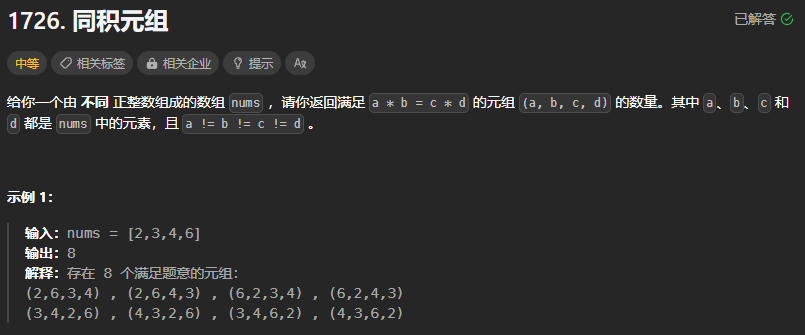 1726. 同积元组
已解答
中等 相关标签 相关企业 提示
给你一个由 不同 正整数组成的数组 nums ，请你返回满足 a * b = c * d 的元组 (a, b, c, d) 的数量。其中 a、b、c 和
d 都是 nums 中的元素，且 a != b != c != d 。
示例 1：
输入：nums = [2,3,4,6]
输出：8
解释：存在 8 个满足题意的元组：
(2,6,3,4) , (2,6,4,3) , (6,2,3,4) , (6,2,4,3)
(3,4,2,6) , (4,3,2,6) , (3,4,6,2) , (4,3,6,2)